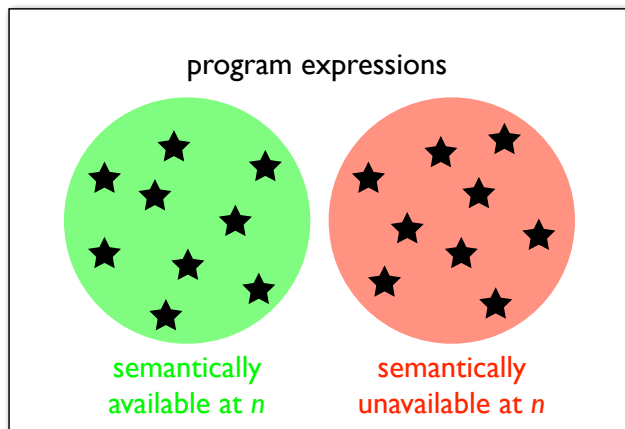 program expressions
semantically
available at n
semantically
unavailable at n